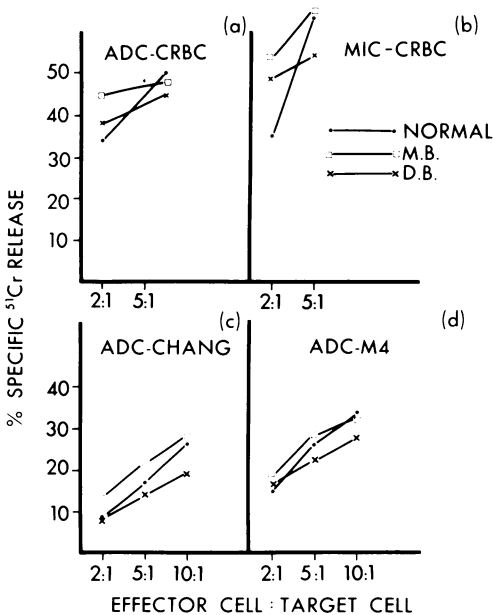 (a)
ADC-CRBC
(b)
MIC-CRBC
50
40
30
20
10
NORMAL
M.B.
D.B.
2:1 5:1
2:1 5:1
% SPECIFIC ⁵¹Cr RELEASE
(c)
ADC-CHANG
(d)
ADC-M4
40
30
20
10
2:1 5:1 10:1
2:1 5:1 10:1
EFFECTOR CELL : TARGET CELL